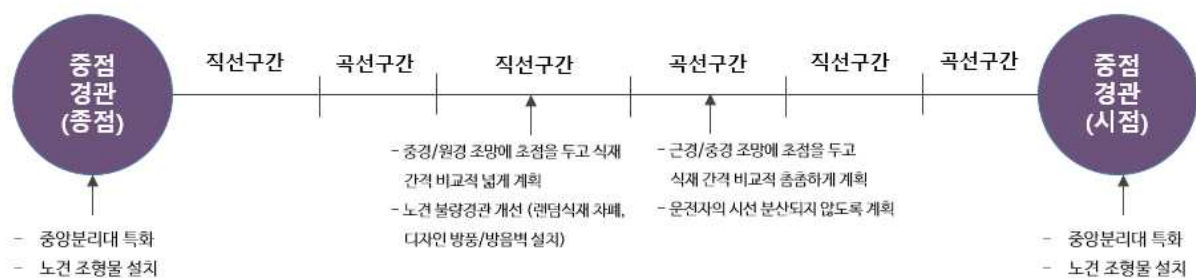 중점
경관
(종점)
직선구간
곡선구간
직선구간
곡선구간
직선구간
곡선구간
중점
경관
(시점)
- 중경/원경 조망에 초점을 두고 식재
간격 비교적 넓게 계획
- 노견 불량경관 개선 (랜덤식재 차폐,
디자인 방풍/방음벽 설치)
- 근경/중경 조망에 초점을 두고
식재 간격 비교적 촘촘하게 계획
- 운전자의 시선 분산되지 않도록 계획
- 중앙분리대 특화
- 노견 조형물 설치
- 중앙분리대 특화
- 노견 조형물 설치